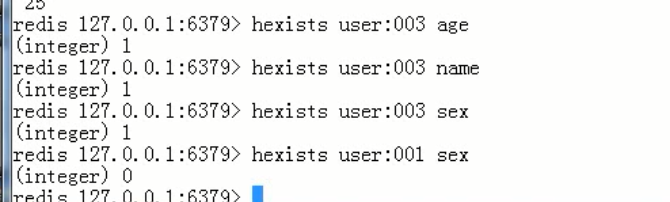 25
redis 127.0.0.1:6379> hexists user:003 age
(integer) 1
redis 127.0.0.1:6379> hexists user:003 name
(integer) 1
redis 127.0.0.1:6379> hexists user:003 sex
(integer) 1
redis 127.0.0.1:6379> hexists user:001 sex
(integer) 0
redis 127.0.0.1:6379>